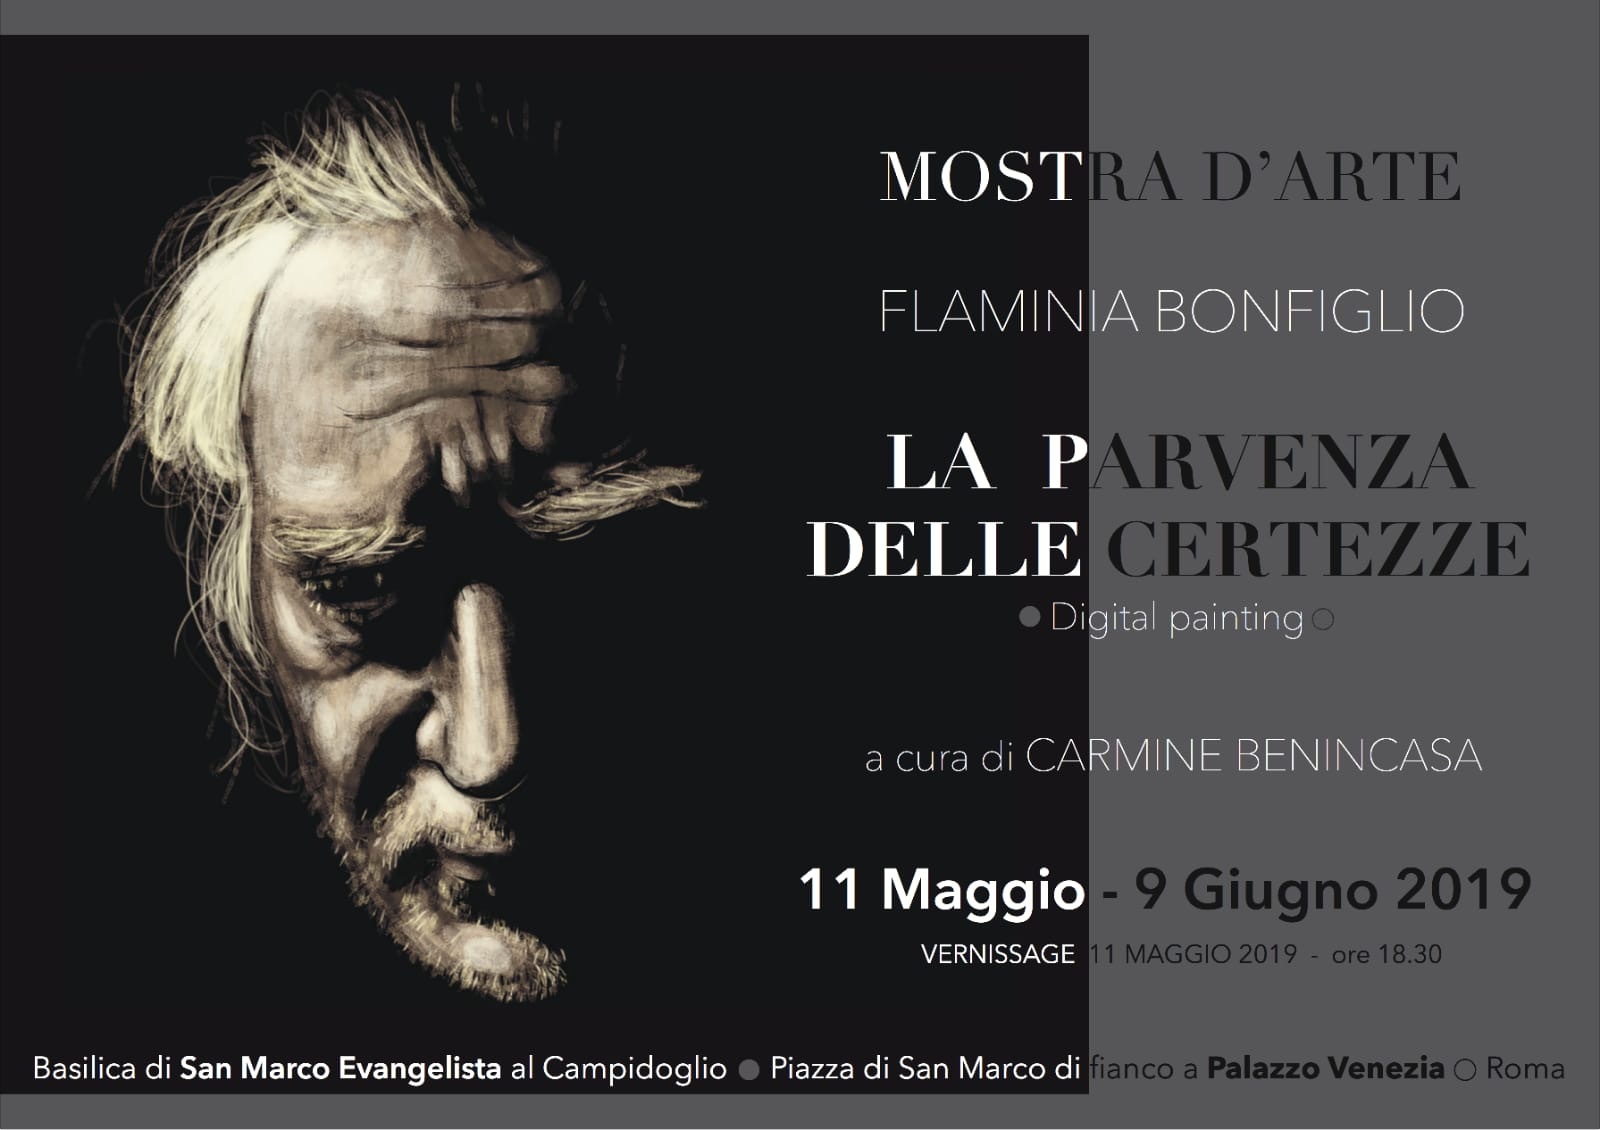 MOSTRA D'ARTE
FLAMINIA BONFIGLIO
LA PARVENZA
DELLE CERTEZZE
Digital painting
a cura di CARMINE BENINCASA
11 Maggio - 9 Giugno 2019
VERNISSAGE 11 MAGGIO 2019 - ore 18.30
Basilica di San Marco Evangelista al Campidoglio ● Piazza di San Marco di fianco a Palazzo Venezia ○ Roma